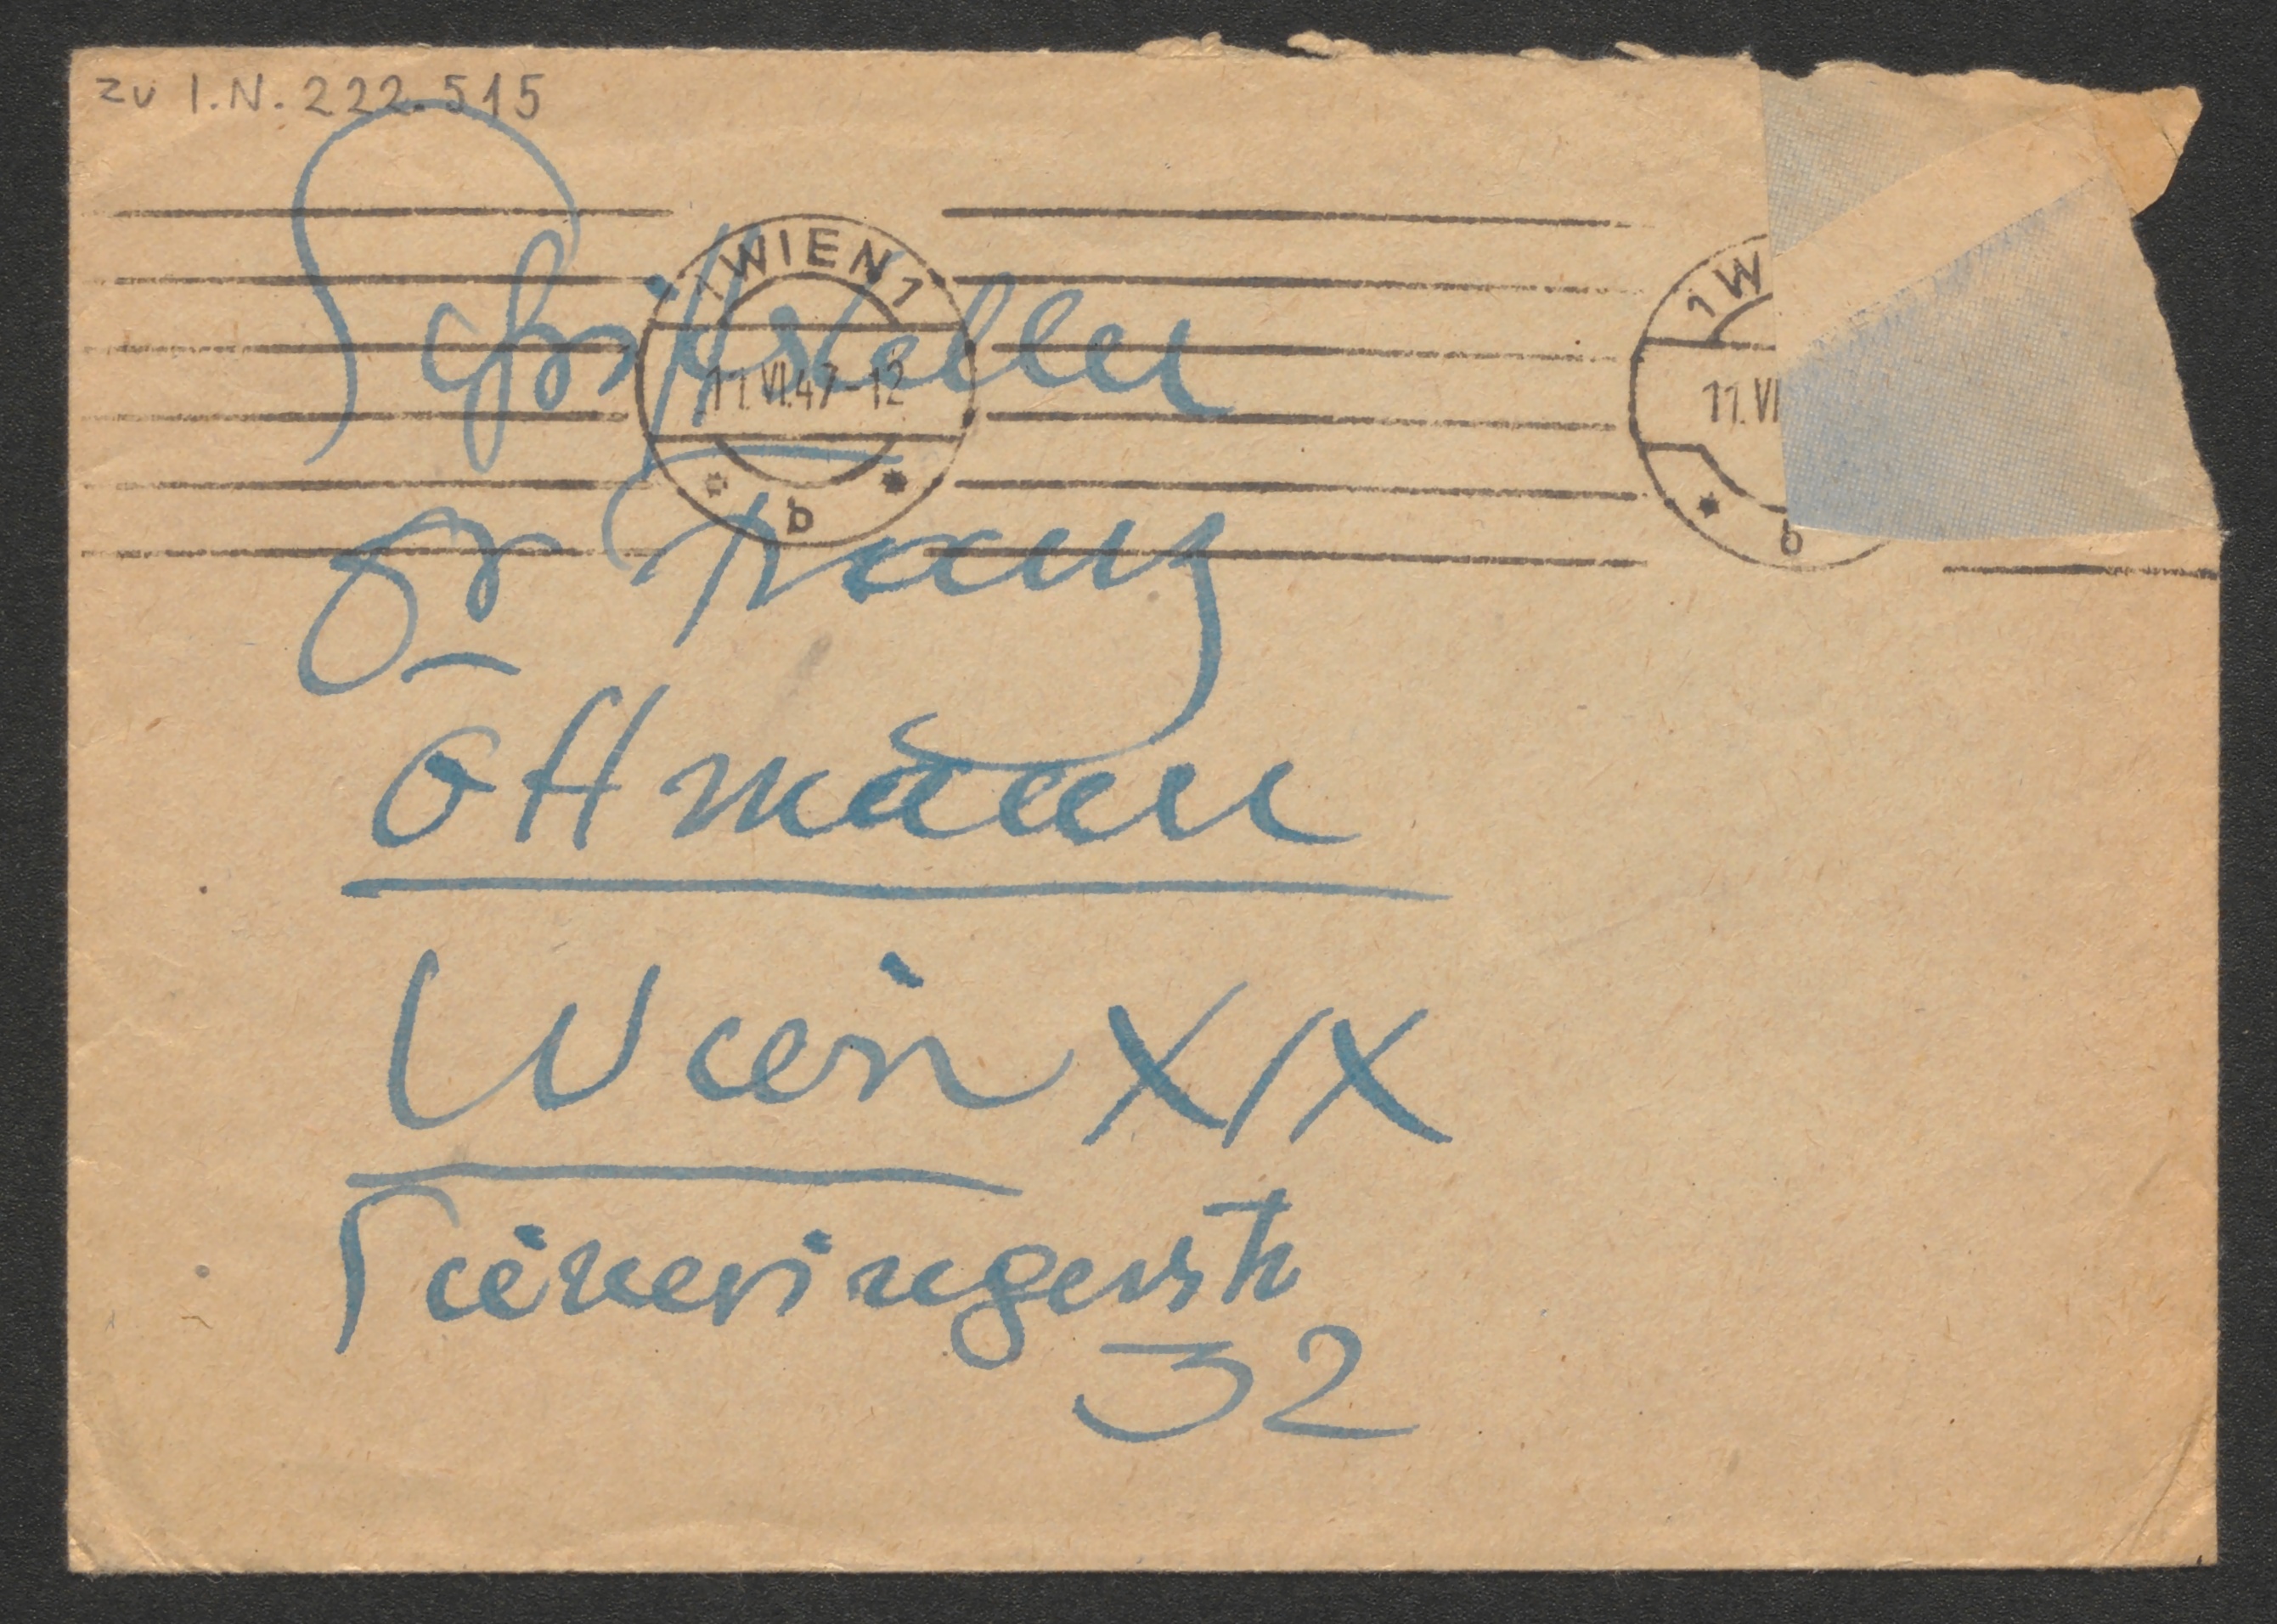 zu I.N. 222.515
1 WIEN 1
11.VI.47-12
* b *
1 W
11.VI
* b
Schriftsteller
Dr Franz
Ottmann
Wien XIX
Sieveringerstr
32